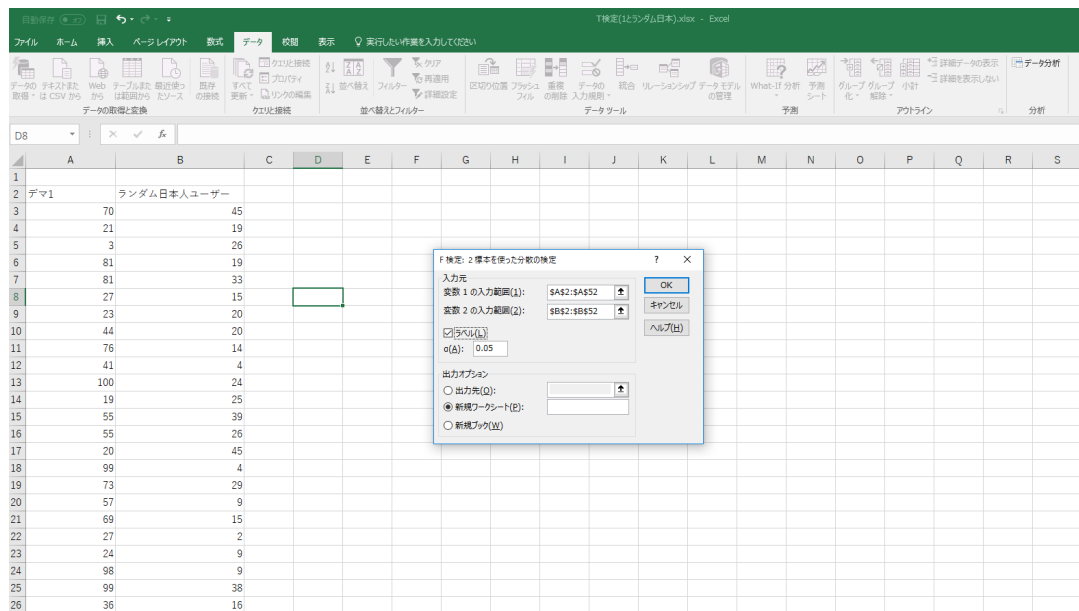 自動保存 オフ T検定(1とランダム日本).xlsx - Excel
ファイル ホーム 挿入 ページ レイアウト 数式 データ 校閲 表示 実行したい作業を入力してください
データの取得 テキストまたは CSV から Web から テーブルまたは範囲から 最近使ったソース 既存の接続 すべて更新 クエリと接続 プロパティ リンクの編集 並べ替え フィルター クリア 再適用 詳細設定 区切り位置 フラッシュ フィル 重複の削除 データの入力規則 統合 リレーションシップ データ モデルの管理 What-If 分析 予測シート グループ化 グループ解除 小計 詳細データの表示 詳細を表示しない データ分析
データの取得と変換 クエリと接続 並べ替えとフィルター データ ツール 予測 アウトライン 分析
D8 fx
A B C D E F G H I J K L M N O P Q R S
1
2 デマ1 ランダム日本人ユーザー
3 70 45
4 21 19
5 3 26
6 81 19
7 81 33
8 27 15
9 23 20
10 44 20
11 76 14
12 41 4
13 100 24
14 19 25
15 55 39
16 55 26
17 20 45
18 99 4
19 73 29
20 57 9
21 69 15
22 27 2
23 24 9
24 98 9
25 99 38
26 36 16
F 検定: 2 標本を使った分散の検定 ? ×
入力元
変数 1 の入力範囲(1): $A$2:$A$52 OK
変数 2 の入力範囲(2): $B$2:$B$52 キャンセル
ラベル(L) ヘルプ(H)
α(A): 0.05
出力オプション
出力先(O):
新規ワークシート(P):
新規ブック(W)